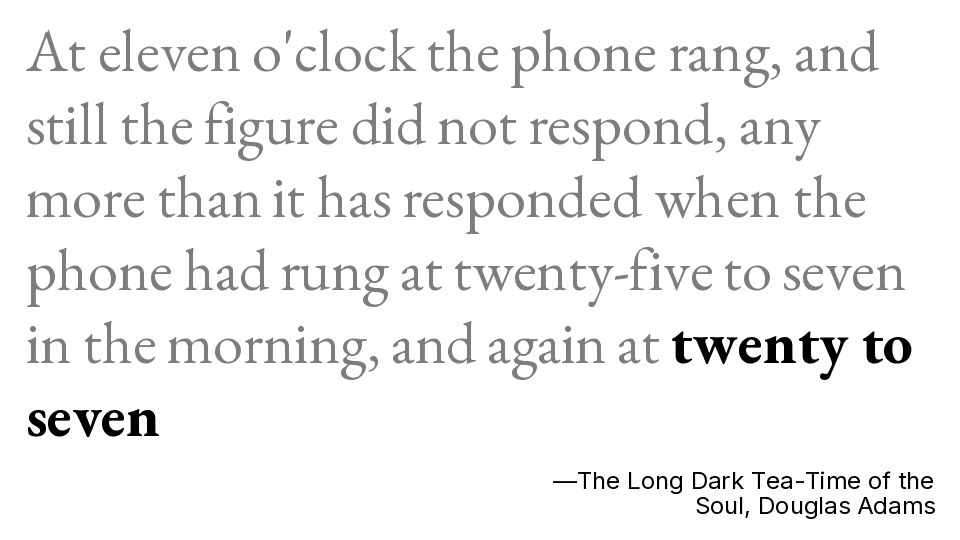 At eleven o'clock the phone rang, and
still the figure did not respond, any
more than it has responded when the
phone had rung at twenty-five to seven
in the morning, and again at twenty to
seven
—The Long Dark Tea-Time of the
Soul, Douglas Adams